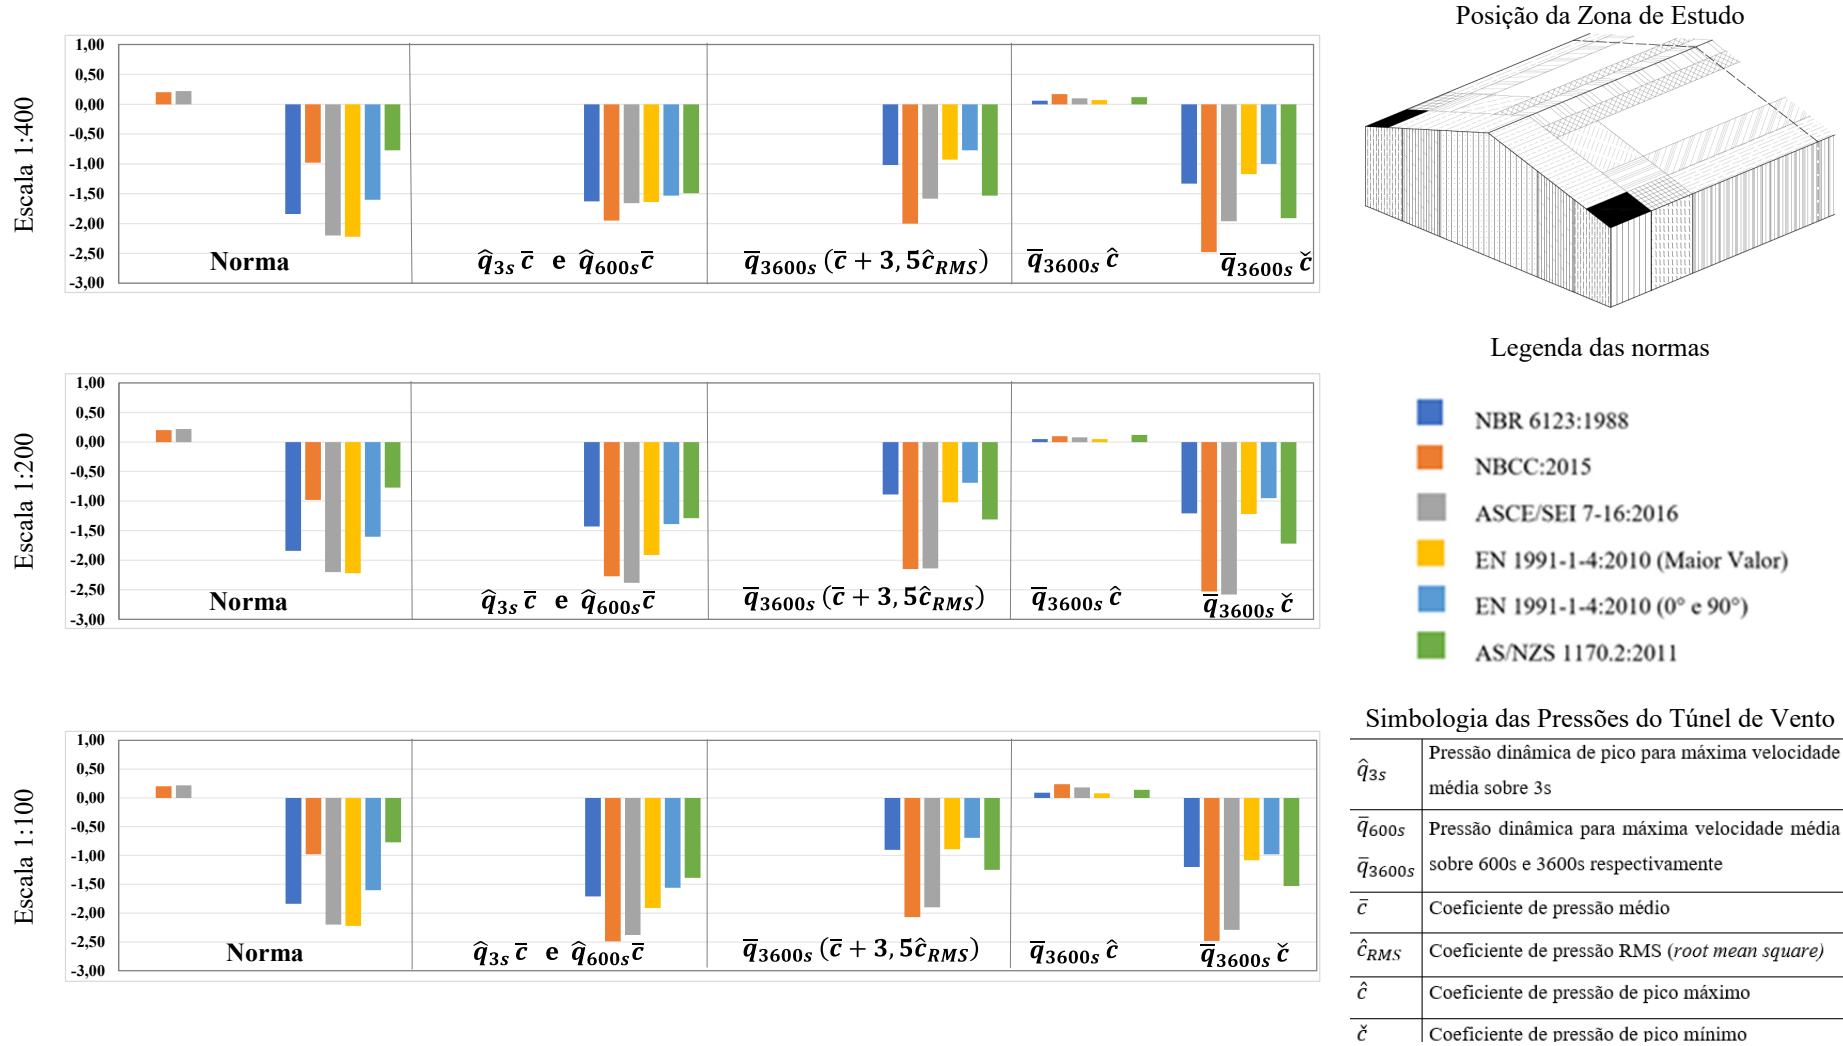 Posição da Zona de Estudo
Escala 1:400
1,00
0,50
0,00
-0,50
-1,00
-1,50
-2,00
-2,50
-3,00
Norma
q̂3s c̄ e q̂600s c̄
q̄3600s (c̄ + 3, 5ĉRMS)
q̄3600s ĉ
q̄3600s č
Escala 1:200
1,00
0,50
0,00
-0,50
-1,00
-1,50
-2,00
-2,50
-3,00
Norma
q̂3s c̄ e q̂600s c̄
q̄3600s (c̄ + 3, 5ĉRMS)
q̄3600s ĉ
q̄3600s č
Escala 1:100
1,00
0,50
0,00
-0,50
-1,00
-1,50
-2,00
-2,50
-3,00
Norma
q̂3s c̄ e q̂600s c̄
q̄3600s (c̄ + 3, 5ĉRMS)
q̄3600s ĉ
q̄3600s č
Legenda das normas
NBR 6123:1988
NBCC:2015
ASCE/SEI 7-16:2016
EN 1991-1-4:2010 (Maior Valor)
EN 1991-1-4:2010 (0° e 90°)
AS/NZS 1170.2:2011
Simbologia das Pressões do Túnel de Vento
q̂3s Pressão dinâmica de pico para máxima velocidade
média sobre 3s
q̄600s Pressão dinâmica para máxima velocidade média
q̄3600s sobre 600s e 3600s respectivamente
c̄ Coeficiente de pressão médio
ĉRMS Coeficiente de pressão RMS (root mean square)
ĉ Coeficiente de pressão de pico máximo
č Coeficiente de pressão de pico mínimo